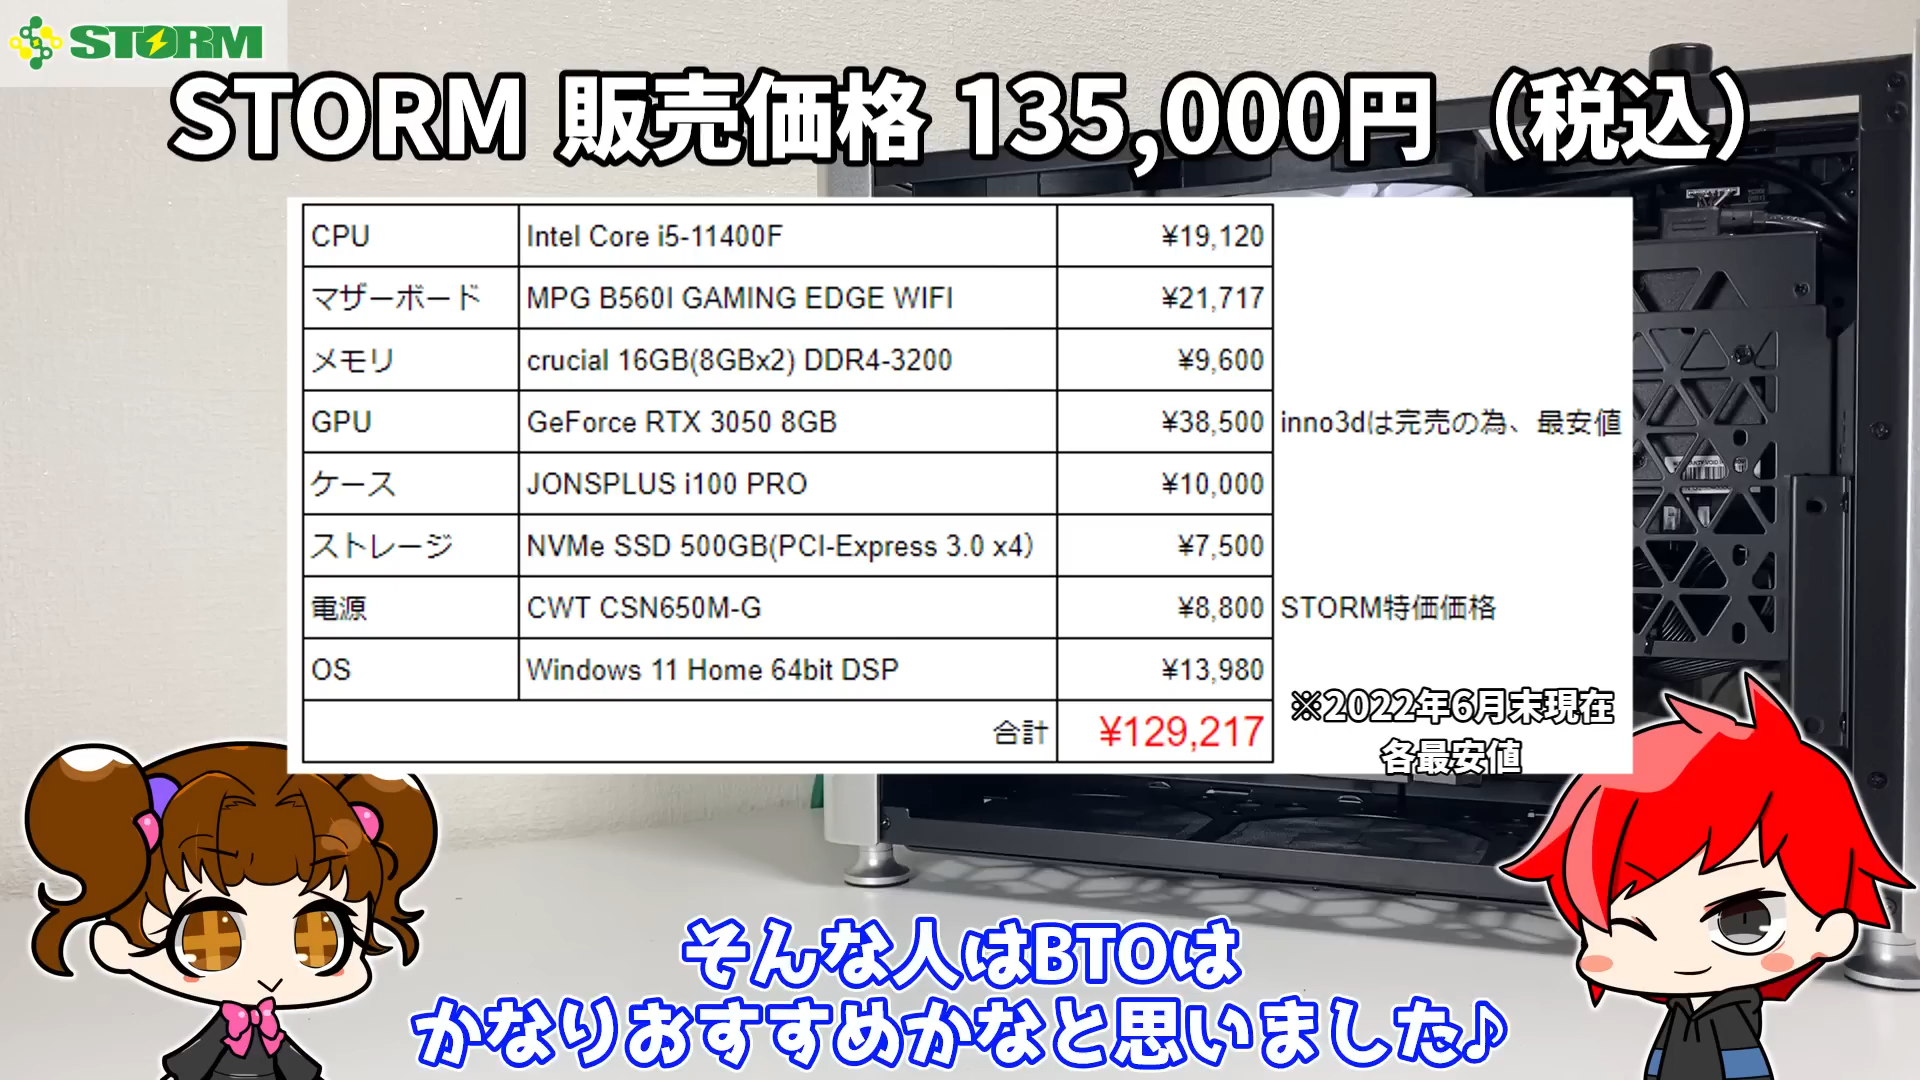 STORM
STORM 販売価格 135,000円（税込）
CPU Intel Core i5-11400F ¥19,120
マザーボード MPG B560I GAMING EDGE WIFI ¥21,717
メモリ crucial 16GB(8GBx2) DDR4-3200 ¥9,600
GPU GeForce RTX 3050 8GB ¥38,500 inno3dは完売の為、最安値
ケース JONSPLUS i100 PRO ¥10,000
ストレージ NVMe SSD 500GB(PCI-Express 3.0 x4） ¥7,500
電源 CWT CSN650M-G ¥8,800 STORM特価価格
OS Windows 11 Home 64bit DSP ¥13,980
合計 ¥129,217
※2022年6月末現在
各最安値
そんな人はBTOは
かなりおすすめかなと思いました♪